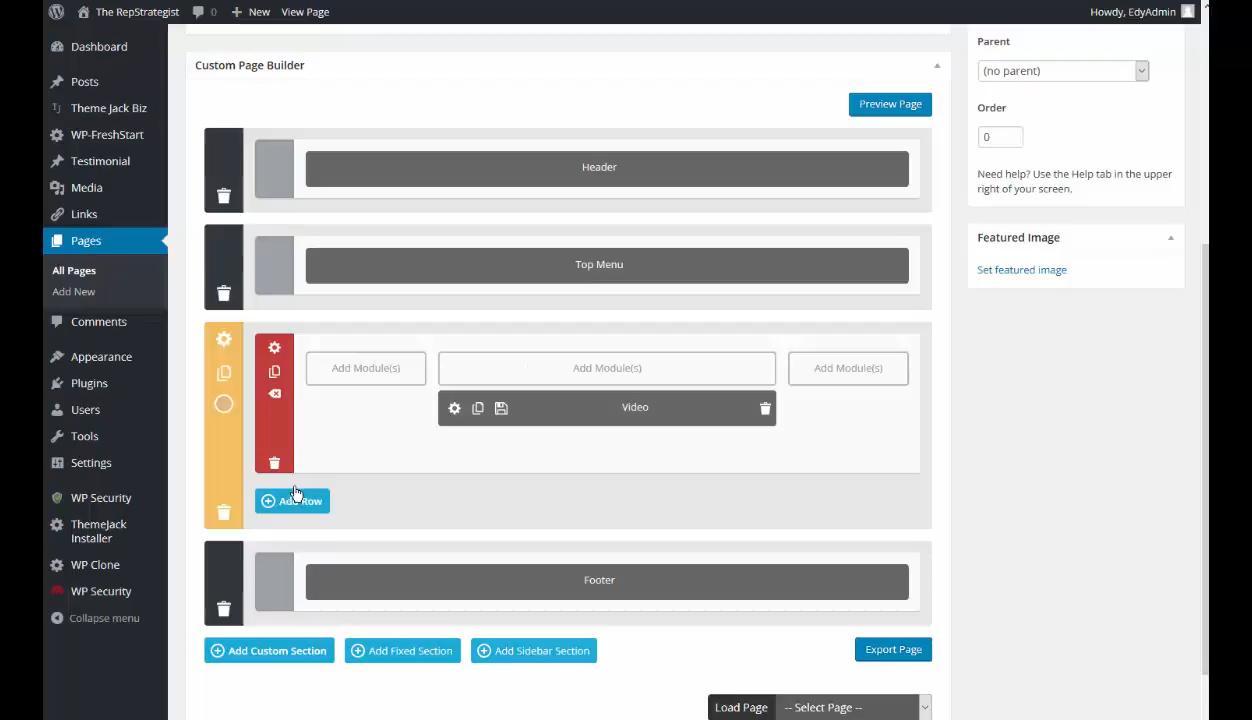 The RepStrategist 0 New View Page Howdy, EdyAdmin
Dashboard
Posts
Theme Jack Biz
WP-FreshStart
Testimonial
Media
Links
Pages
All Pages
Add New
Comments
Appearance
Plugins
Users
Tools
Settings
WP Security
ThemeJack
Installer
WP Clone
WP Security
Collapse menu
Custom Page Builder
Preview Page
Header
Top Menu
Add Module(s) Add Module(s) Add Module(s)
Video
Add Row
Footer
Add Custom Section Add Fixed Section Add Sidebar Section Export Page
Load Page -- Select Page --
Parent
(no parent)
Order
0
Need help? Use the Help tab in the upper
right of your screen.
Featured Image
Set featured image